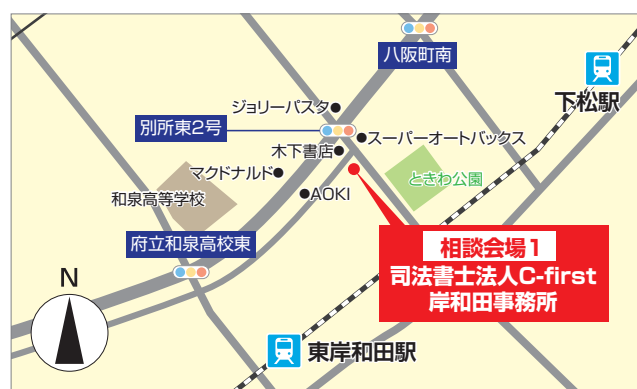 八阪町南
下松駅
ジョリーパスタ
別所東2号
スーパーオートバックス
木下書店
マクドナルド
ときわ公園
和泉高等学校
AOKI
府立和泉高校東
相談会場1
司法書士法人C-first
岸和田事務所
N
東岸和田駅